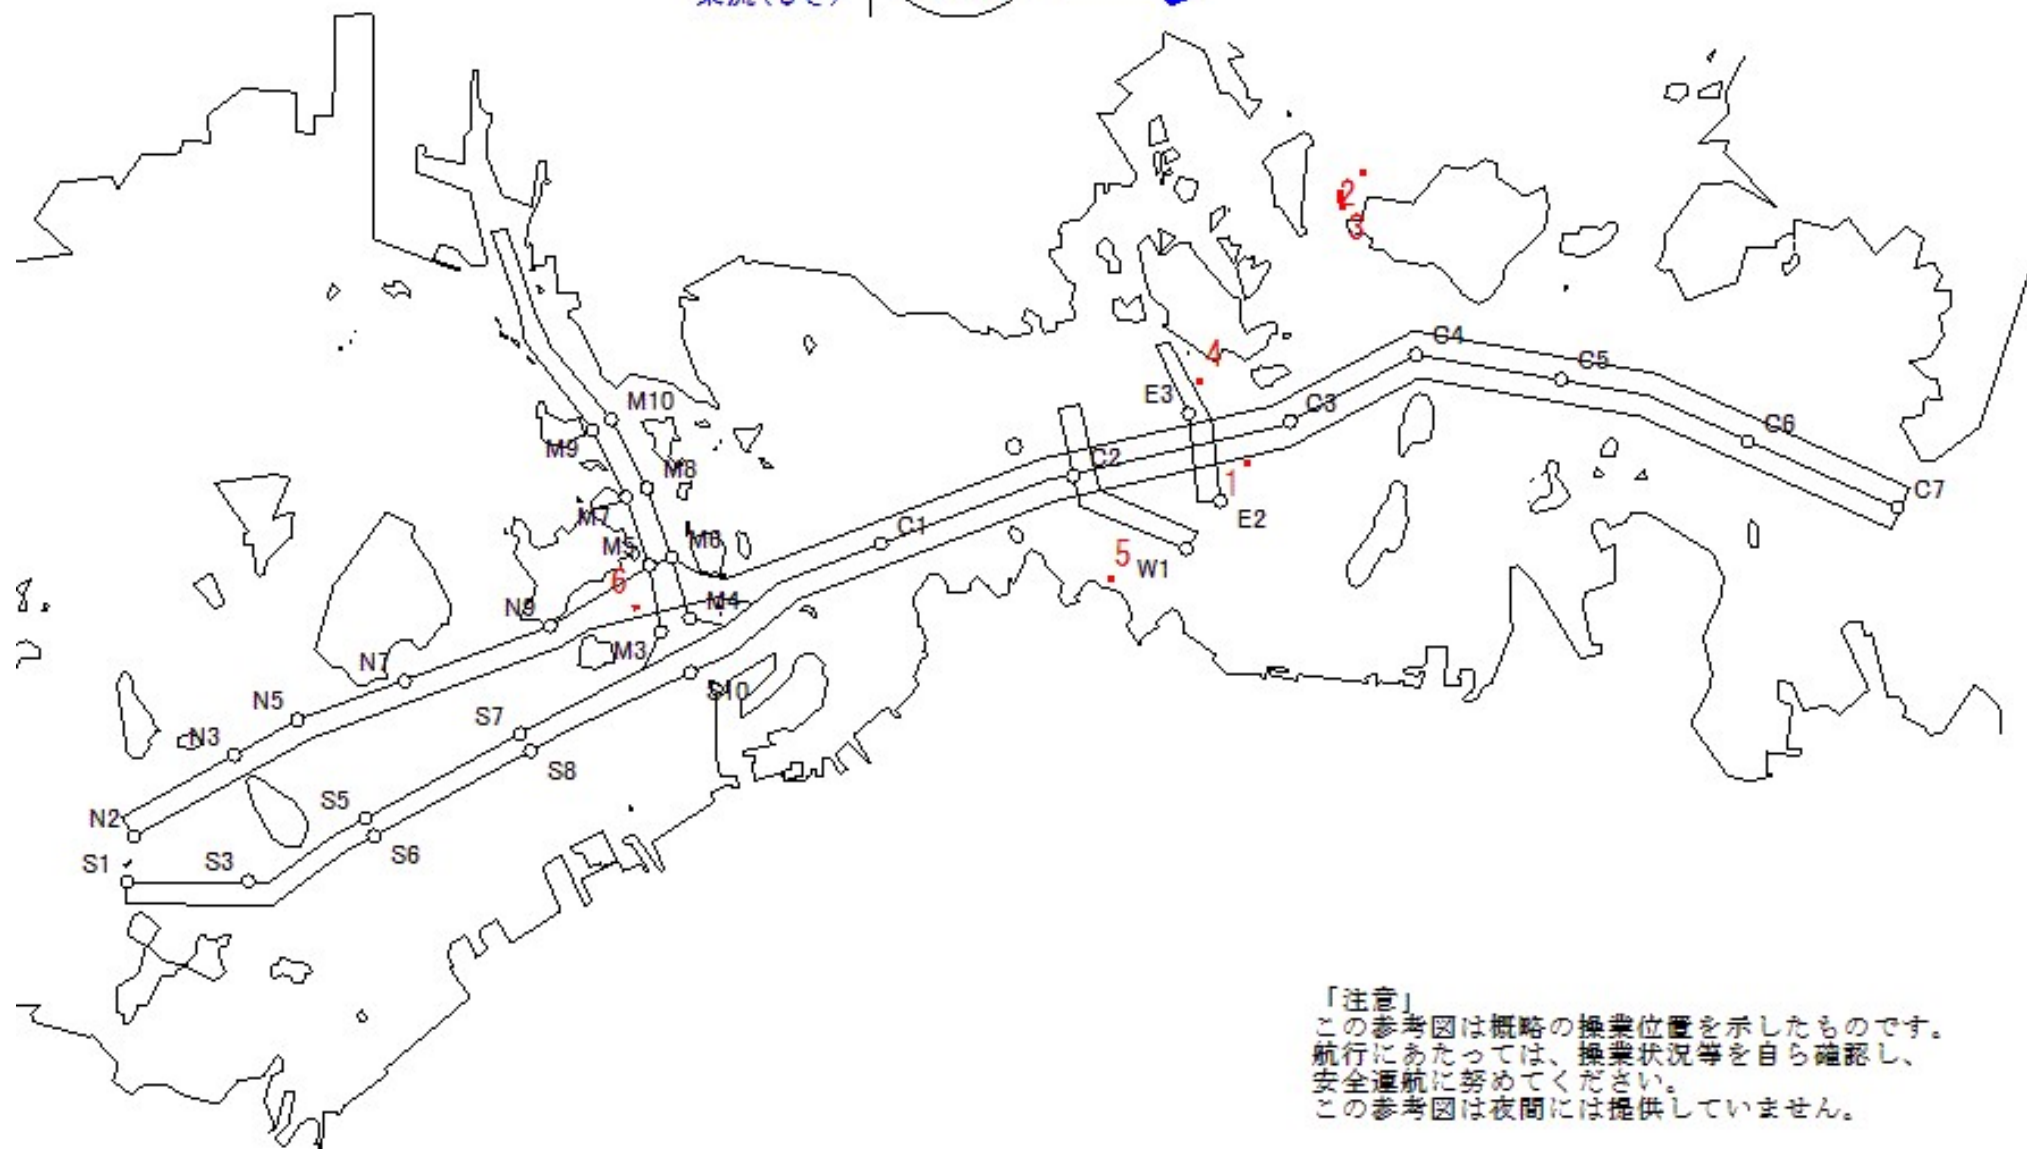 2
3
4
C4
C5
M10
E3
C3
C6
M9
M8
C2
1
C7
M7
C1
E2
M5
M6
5
W1
6
N9
M4
M3
N7
S10
N5
S7
N3
S8
N2
S5
S1
S3
S6
「注意」
この参考図は概略の操業位置を示したものです。
航行にあたっては、操業状況等を自ら確認し、
安全運航に努めてください。
この参考図は夜間には提供していません。